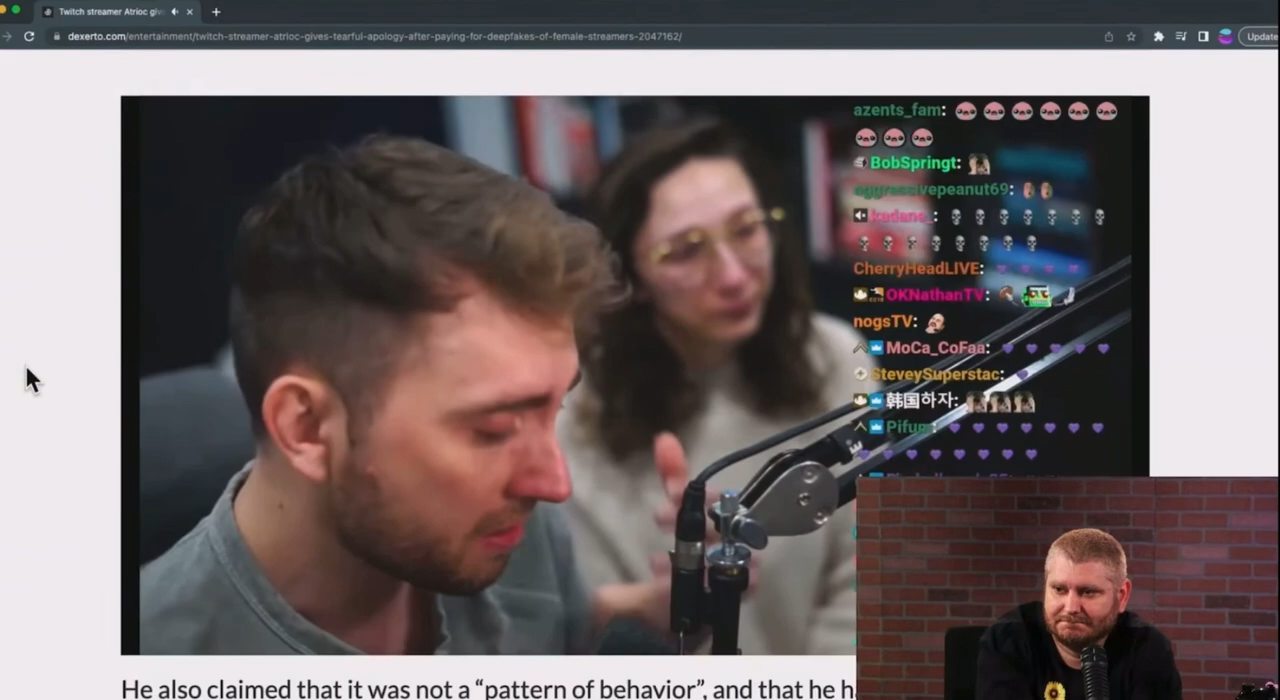 Twitch streamer Atrioc giv
dexerto.com/entertainment/twitch-streamer-atrioc-gives-tearful-apology-after-paying-for-deepfakes-of-female-streamers-2047162/
Update
azents_fam:
BobSpringt:
aggressivepeanut69:
kadane_:
CherryHeadLIVE:
OKNathanTV:
nogsTV:
MoCa_CoFaa:
SteveySuperstac:
韩国하자:
Pifum:
He also claimed that it was not a “pattern of behavior”, and that he h